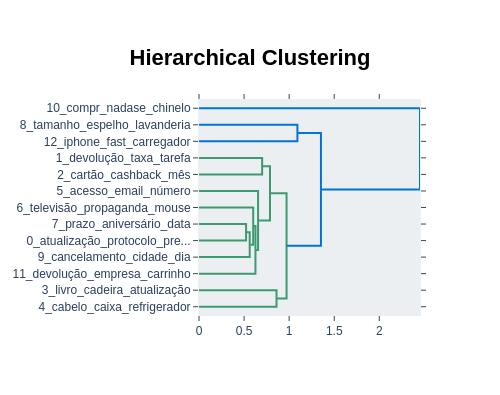 Hierarchical Clustering
10_compr_nadase_chinelo
8_tamanho_espelho_lavanderia
12_iphone_fast_carregador
1_devolução_taxa_tarefa
2_cartão_cashback_mês
5_acesso_email_número
6_televisão_propaganda_mouse
7_prazo_aniversário_data
0_atualização_protocolo_pre...
9_cancelamento_cidade_dia
11_devolução_empresa_carrinho
3_livro_cadeira_atualização
4_cabelo_caixa_refrigerador
0 0.5 1 1.5 2